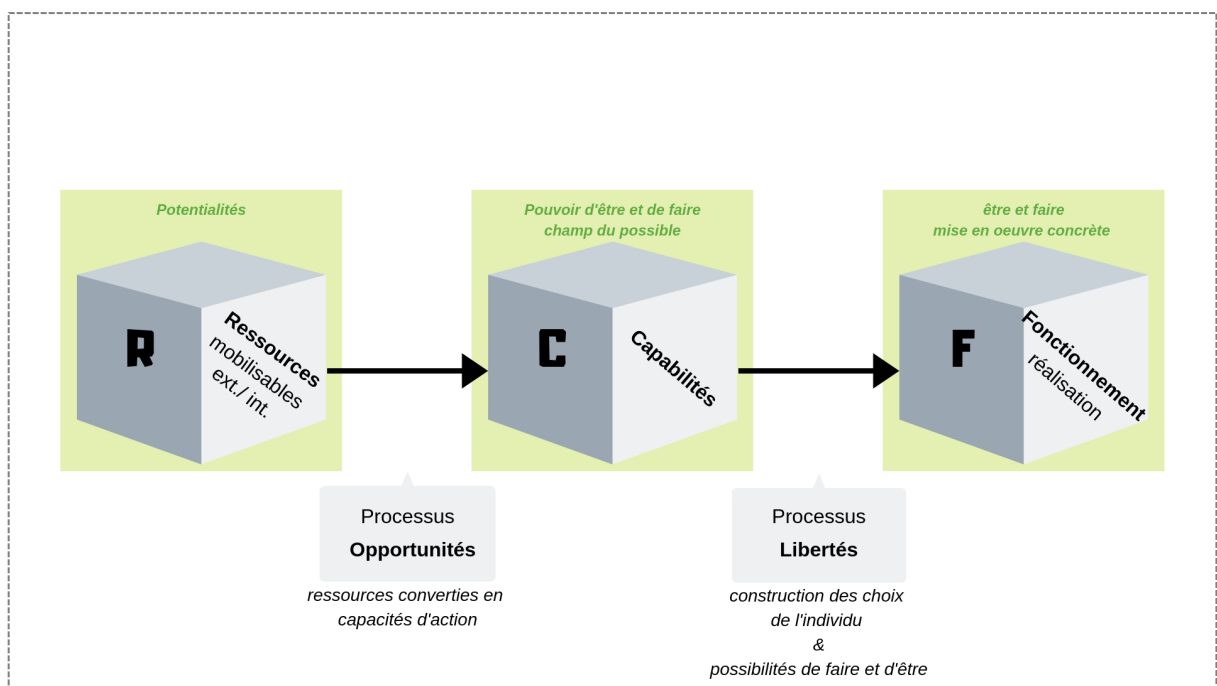 Potentialités
R
Ressources
mobilisables
ext./ int.
Pouvoir d'être et de faire
champ du possible
C
Capabilités
être et faire
mise en oeuvre concrète
F
Fonctionnement
réalisation
Processus
Opportunités
ressources converties en
capacités d'action
Processus
Libertés
construction des choix
de l'individu
&
possibilités de faire et d'être